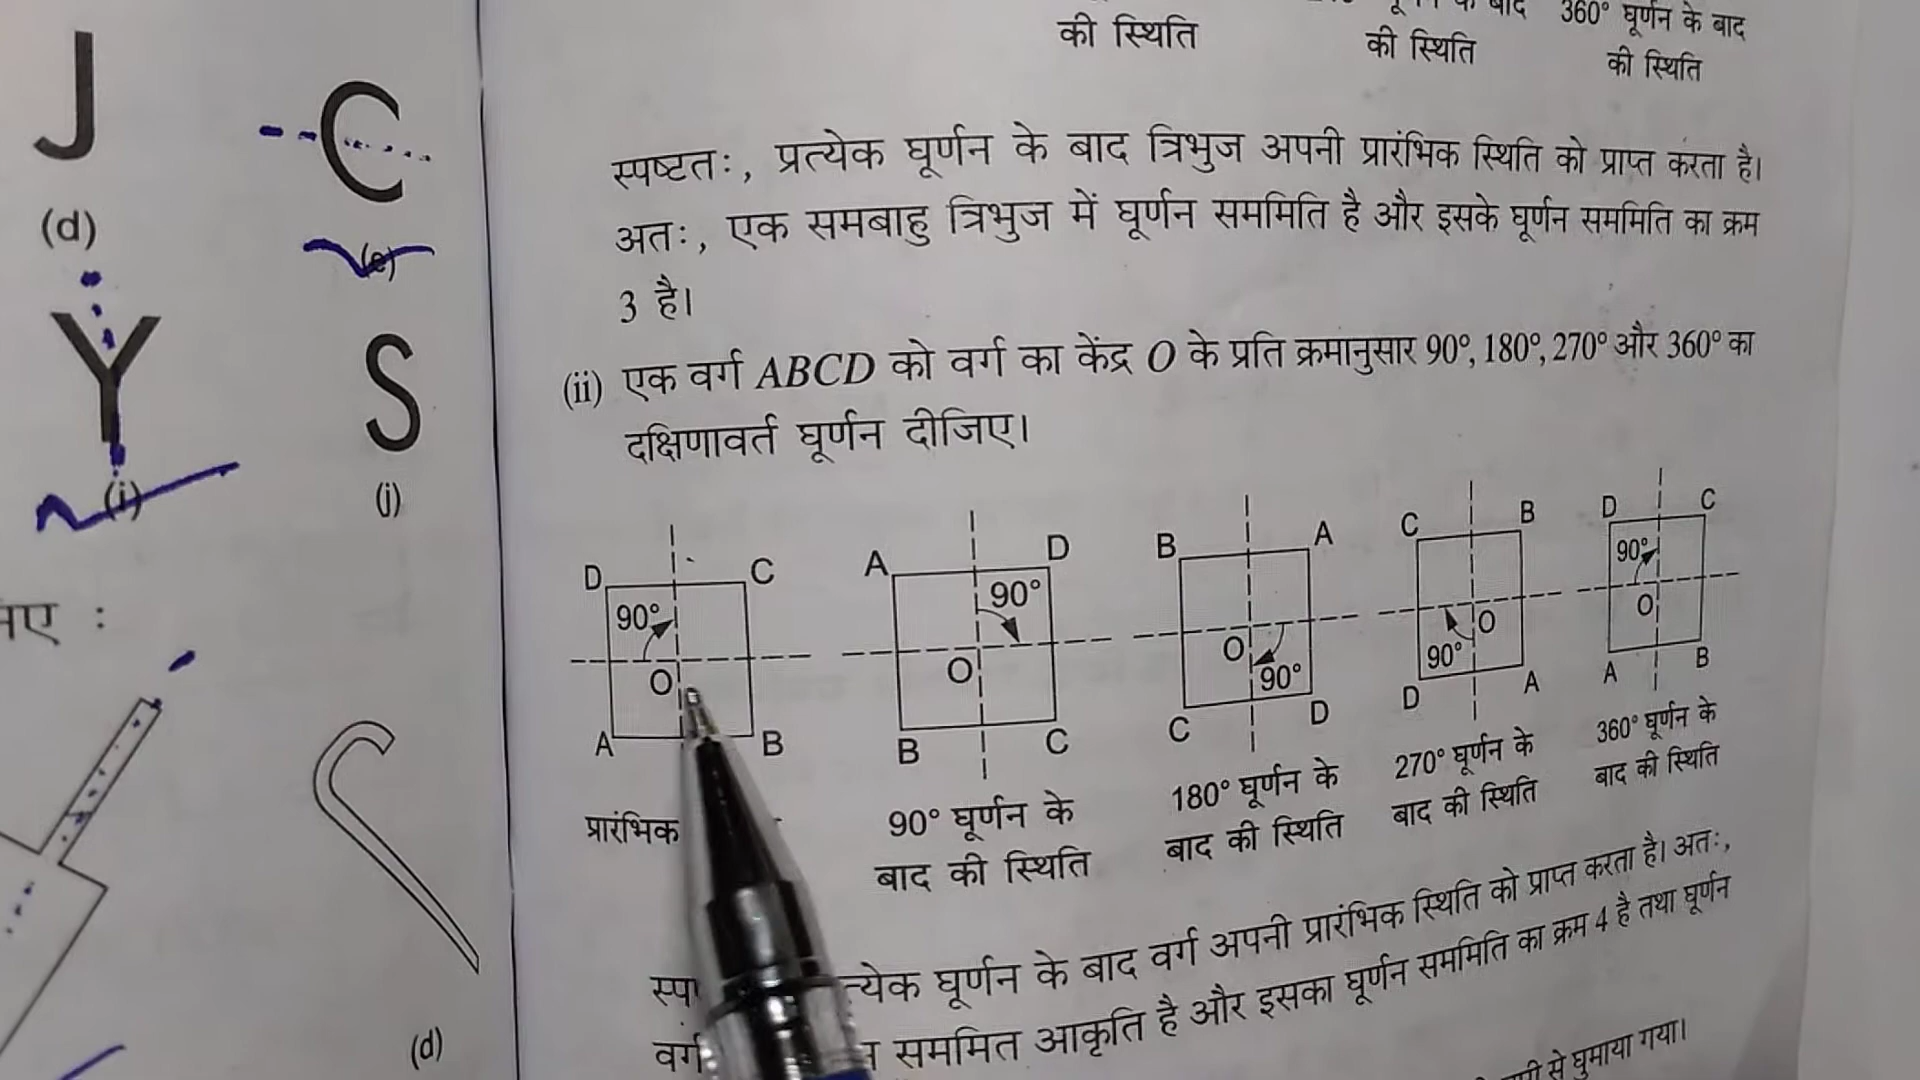 J
C
(d)
(e)
Y
S
(i)
(j)
:
(d)
360° घूर्णन के बाद
की स्थिति
की स्थिति
की स्थिति
स्पष्टतः, प्रत्येक घूर्णन के बाद त्रिभुज अपनी प्रारंभिक स्थिति को प्राप्त करता है।
अतः, एक समबाहु त्रिभुज में घूर्णन सममिति है और इसके घूर्णन सममिति का क्रम
3 है।
(ii) एक वर्ग ABCD को वर्ग का केंद्र O के प्रति क्रमानुसार 90°, 180°, 270° और 360° का
दक्षिणावर्त घूर्णन दीजिए।
D C
90°
O
A B
प्रारंभिक
A D
90°
O
B C
90° घूर्णन के
बाद की स्थिति
B A
O
90°
C D
180° घूर्णन के
बाद की स्थिति
C B
O
90°
D A
270° घूर्णन के
बाद की स्थिति
D C
90°
O
A B
360° घूर्णन के
बाद की स्थिति
घूर्णन के बाद वर्ग अपनी प्रारंभिक स्थिति को प्राप्त करता है। अतः,
सममित आकृति है और इसका घूर्णन सममिति का क्रम 4 है तथा घूर्णन
से घुमाया गया।